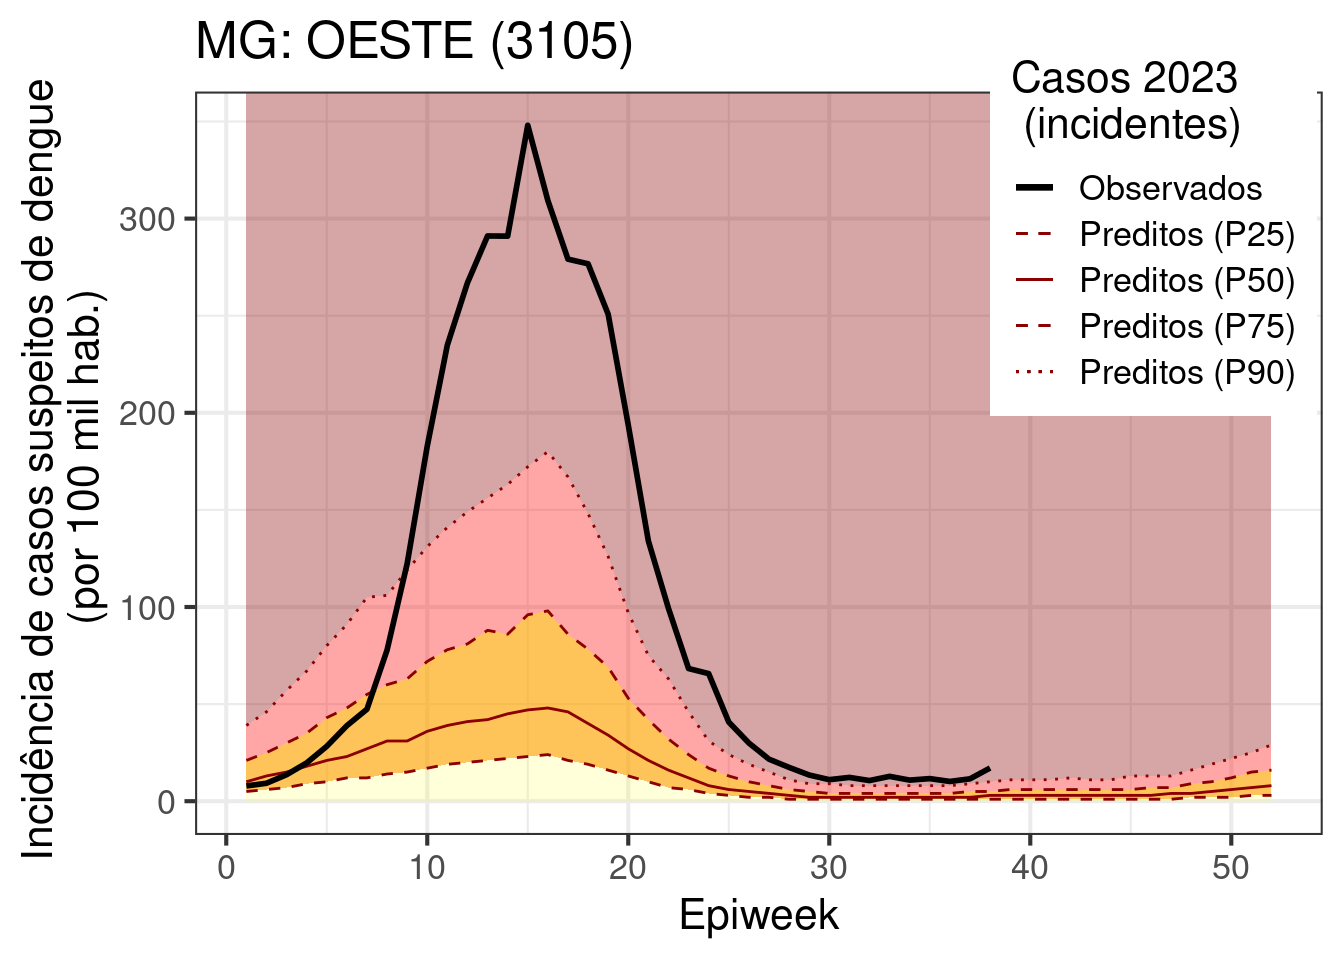 MG: OESTE (3105)
Casos 2023
(incidentes)
Observados
Preditos (P25)
Preditos (P50)
Preditos (P75)
Preditos (P90)
Incidência de casos suspeitos de dengue
(por 100 mil hab.)
300
200
100
0
0 10 20 30 40 50
Epiweek